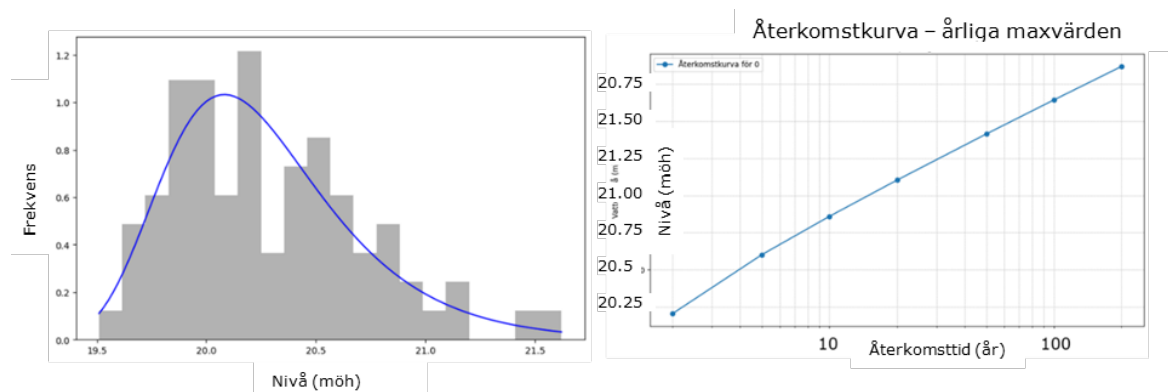 1.2
1.0
0.8
0.6
0.4
0.2
0.0
Frekvens
19.5 20.0 20.5 21.0 21.5
Nivå (möh)
Återkomstkurva – årliga maxvärden
Återkomstkurva för 0
20.75
21.50
21.25
21.00
20.75
20.5
20.25
Nivå (möh)
10 100
Återkomsttid (år)